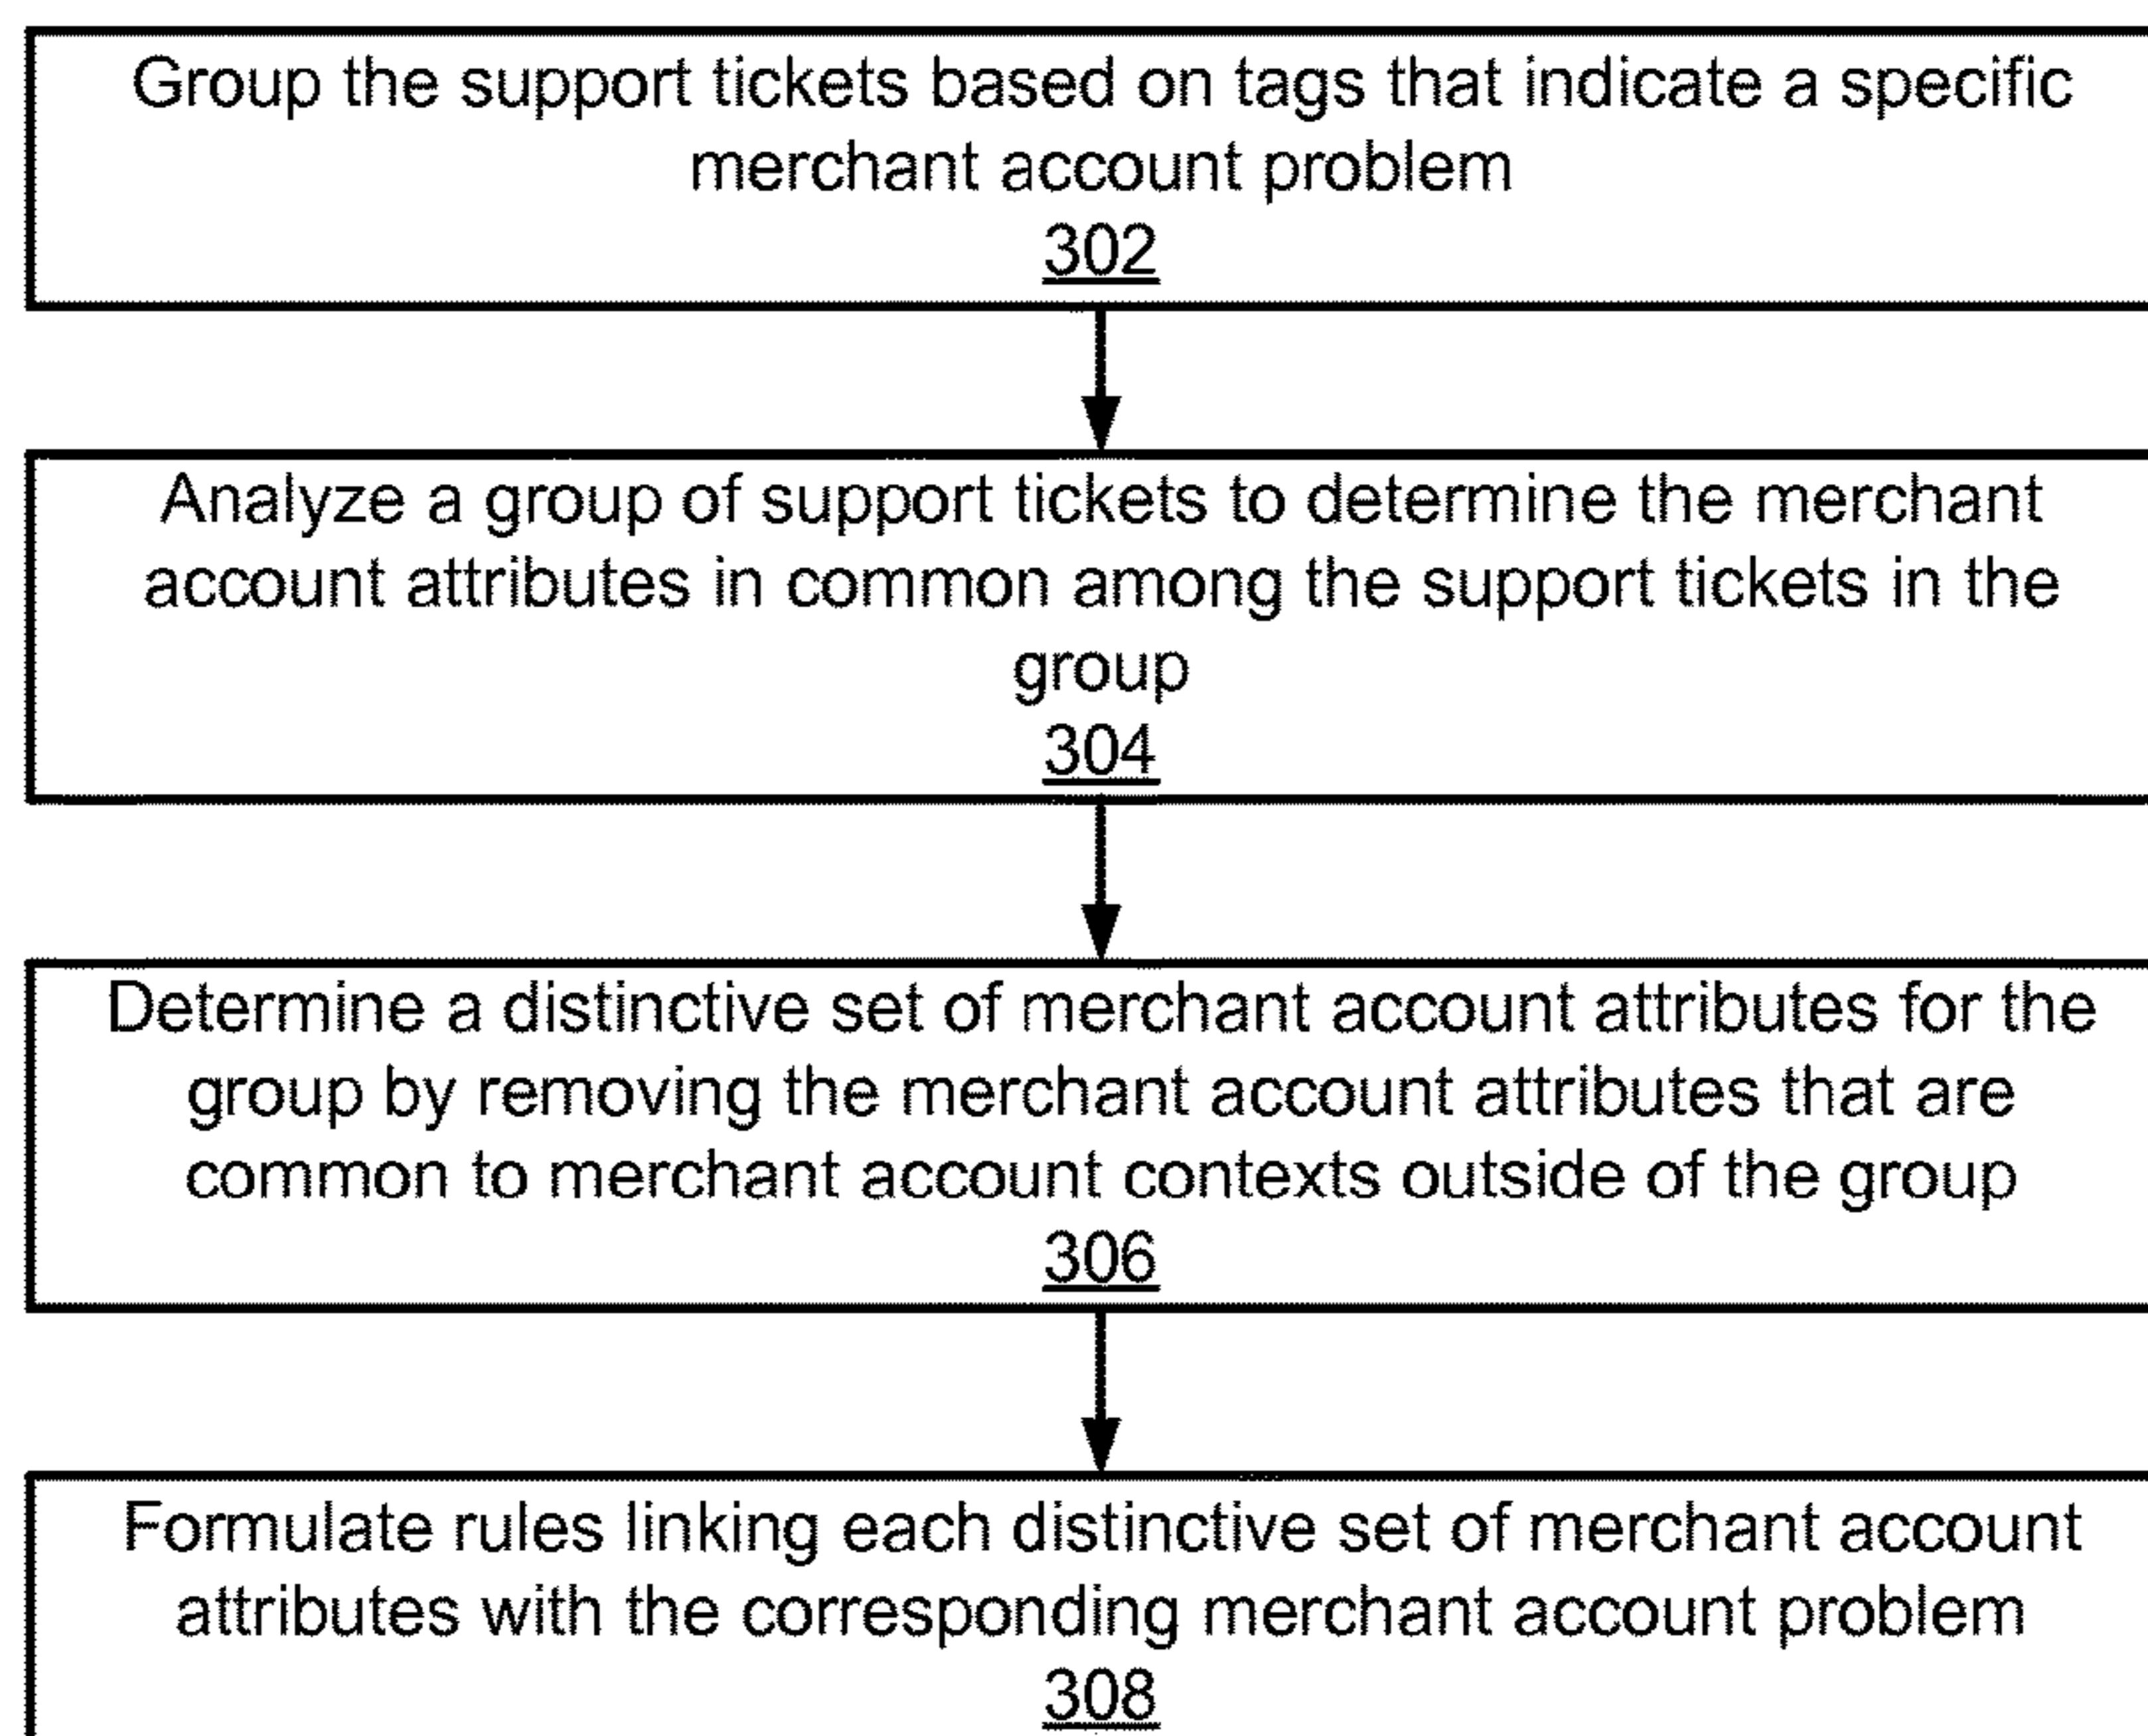 Group the support tickets based on tags that indicate a specific
merchant account problem
302
Analyze a group of support tickets to determine the merchant
account attributes in common among the support tickets in the
group
304
Determine a distinctive set of merchant account attributes for the
group by removing the merchant account attributes that are
common to merchant account contexts outside of the group
306
Formulate rules linking each distinctive set of merchant account
attributes with the corresponding merchant account problem
308